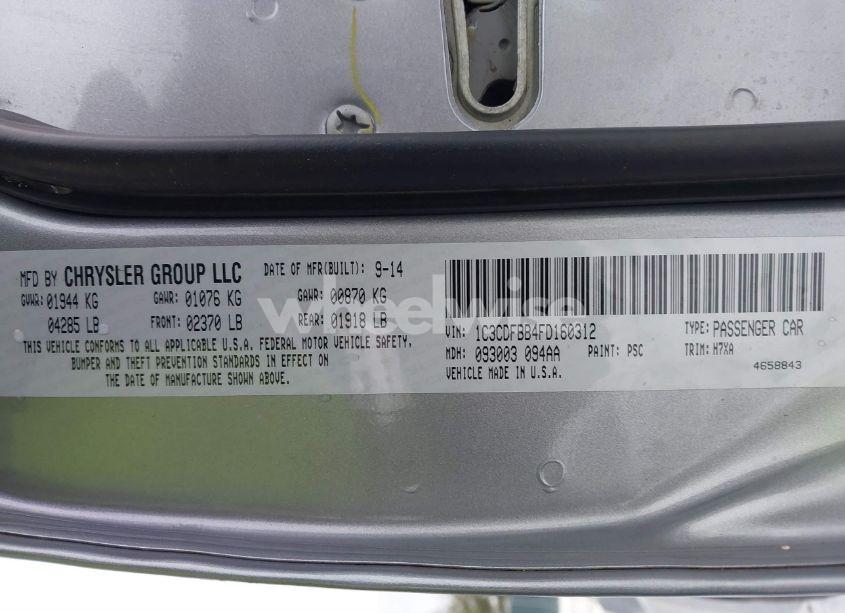 MFD BY CHRYSLER GROUP LLC DATE OF MFR(BUILT): 9-14
GVWR: 01944 KG GAWR: 01076 KG GAWR: 00870 KG
04285 LB FRONT: 02370 LB REAR: 01918 LB
THIS VEHICLE CONFORMS TO ALL APPLICABLE U.S.A. FEDERAL MOTOR VEHICLE SAFETY,
BUMPER AND THEFT PREVENTION STANDARDS IN EFFECT ON
THE DATE OF MANUFACTURE SHOWN ABOVE.
VIN: 1C3CDFBB4FD160312 TYPE: PASSENGER CAR
MDH: 093003 094AA PAINT: PSC TRIM: H7XA
VEHICLE MADE IN U.S.A. 4658843
wheelwise